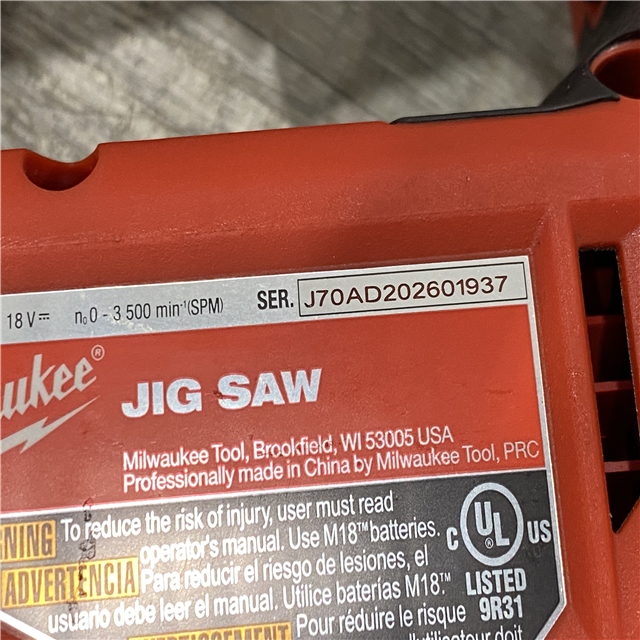 18 V⎓ n₀ 0 - 3 500 min⁻¹(SPM) SER. J70AD202601937
JIG SAW
Milwaukee Tool, Brookfield, WI 53005 USA
Professionally made in China by Milwaukee Tool, PRC
To reduce the risk of injury, user must read
operator's manual. Use M18™ batteries.
ADVERTENCIA Para reducir el riesgo de lesiones, el
usuario debe leer el manual. Utilice baterías M18™.
Pour réduire le risque
C UL US
LISTED
9R31